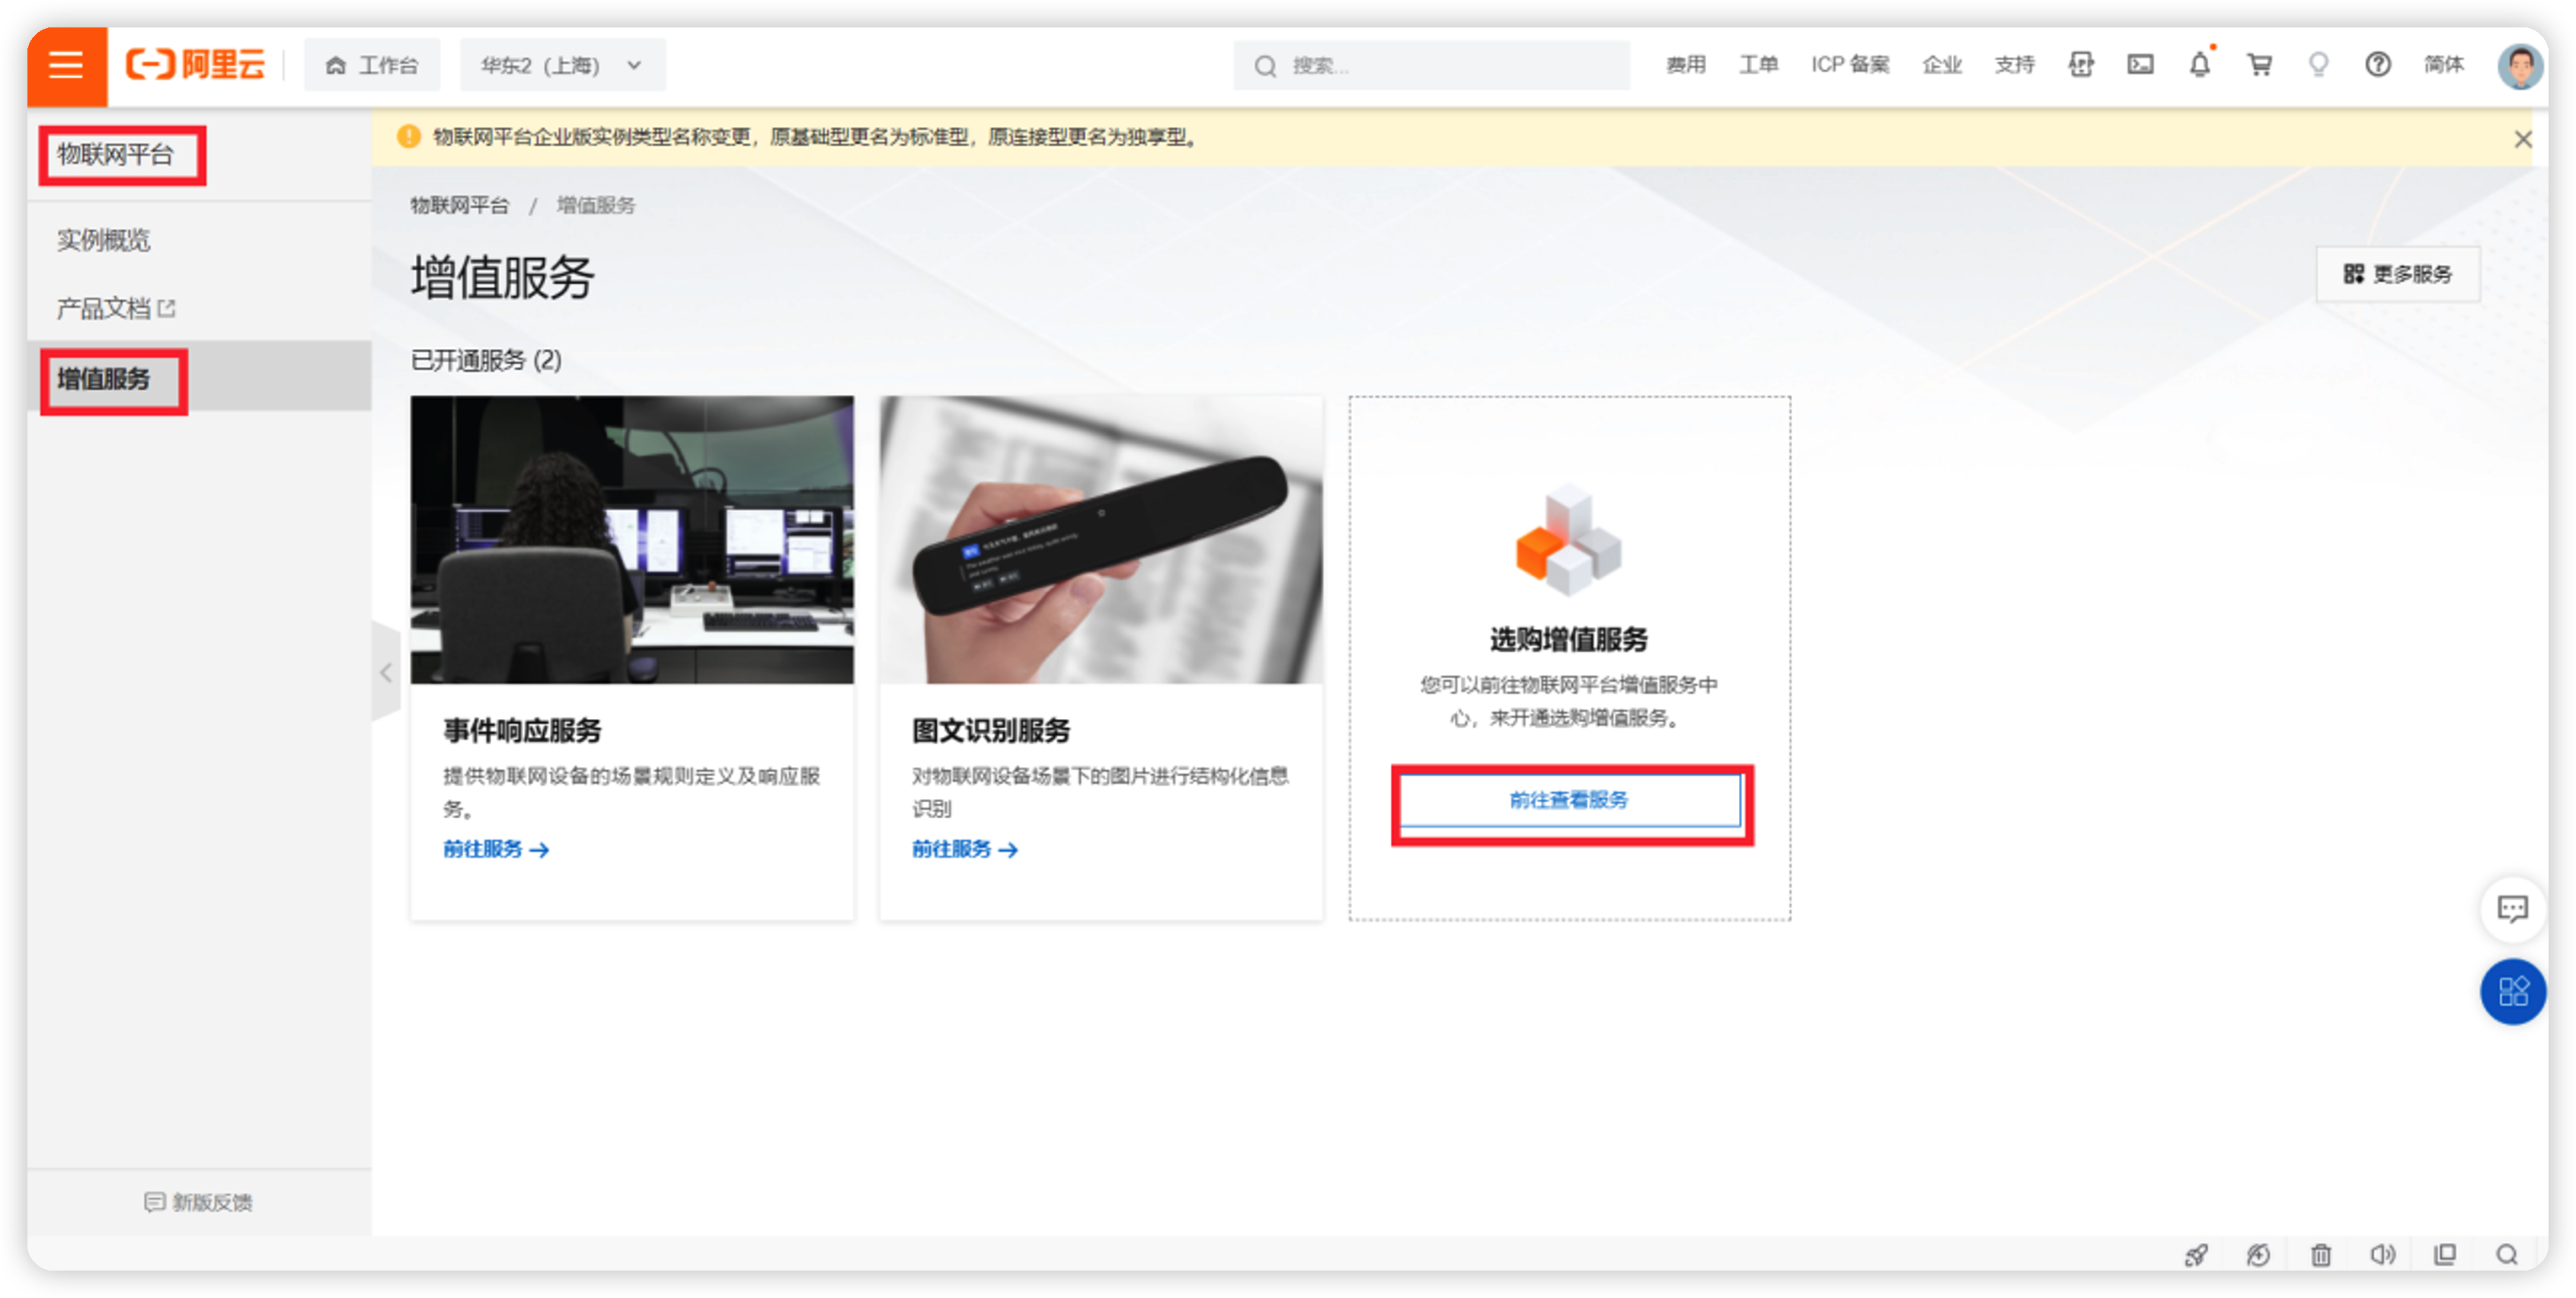 阿里云
工作台
华东2（上海）
搜索...
费用
工单
ICP 备案
企业
支持
简体
物联网平台
实例概览
产品文档
增值服务
新版反馈
物联网平台企业版实例类型名称变更，原基础型更名为标准型，原连接型更名为独享型。
物联网平台 / 增值服务
增值服务
更多服务
已开通服务 (2)
事件响应服务
提供物联网设备的场景规则定义及响应服
务。
前往服务
图文识别服务
对物联网设备场景下的图片进行结构化信息
识别
前往服务
选购增值服务
您可以前往物联网平台增值服务中
心，来开通选购增值服务。
前往查看服务